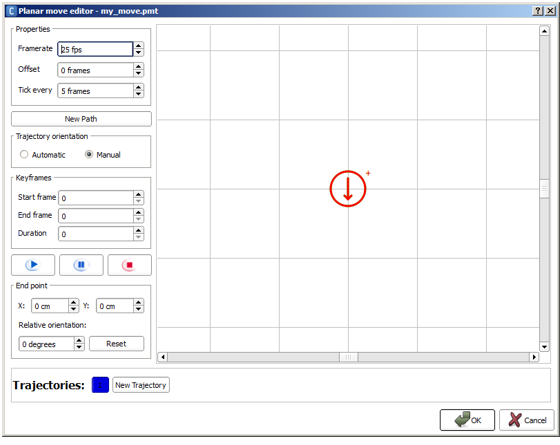 Planar move editor - my_move.pmt
Properties
Framerate 25 fps
Offset 0 frames
Tick every 5 frames
New Path
Trajectory orientation
Automatic Manual
Keyframes
Start frame 0
End frame 0
Duration 0
End point
X: 0 cm Y: 0 cm
Relative orientation:
0 degrees Reset
Trajectories: New Trajectory
OK Cancel